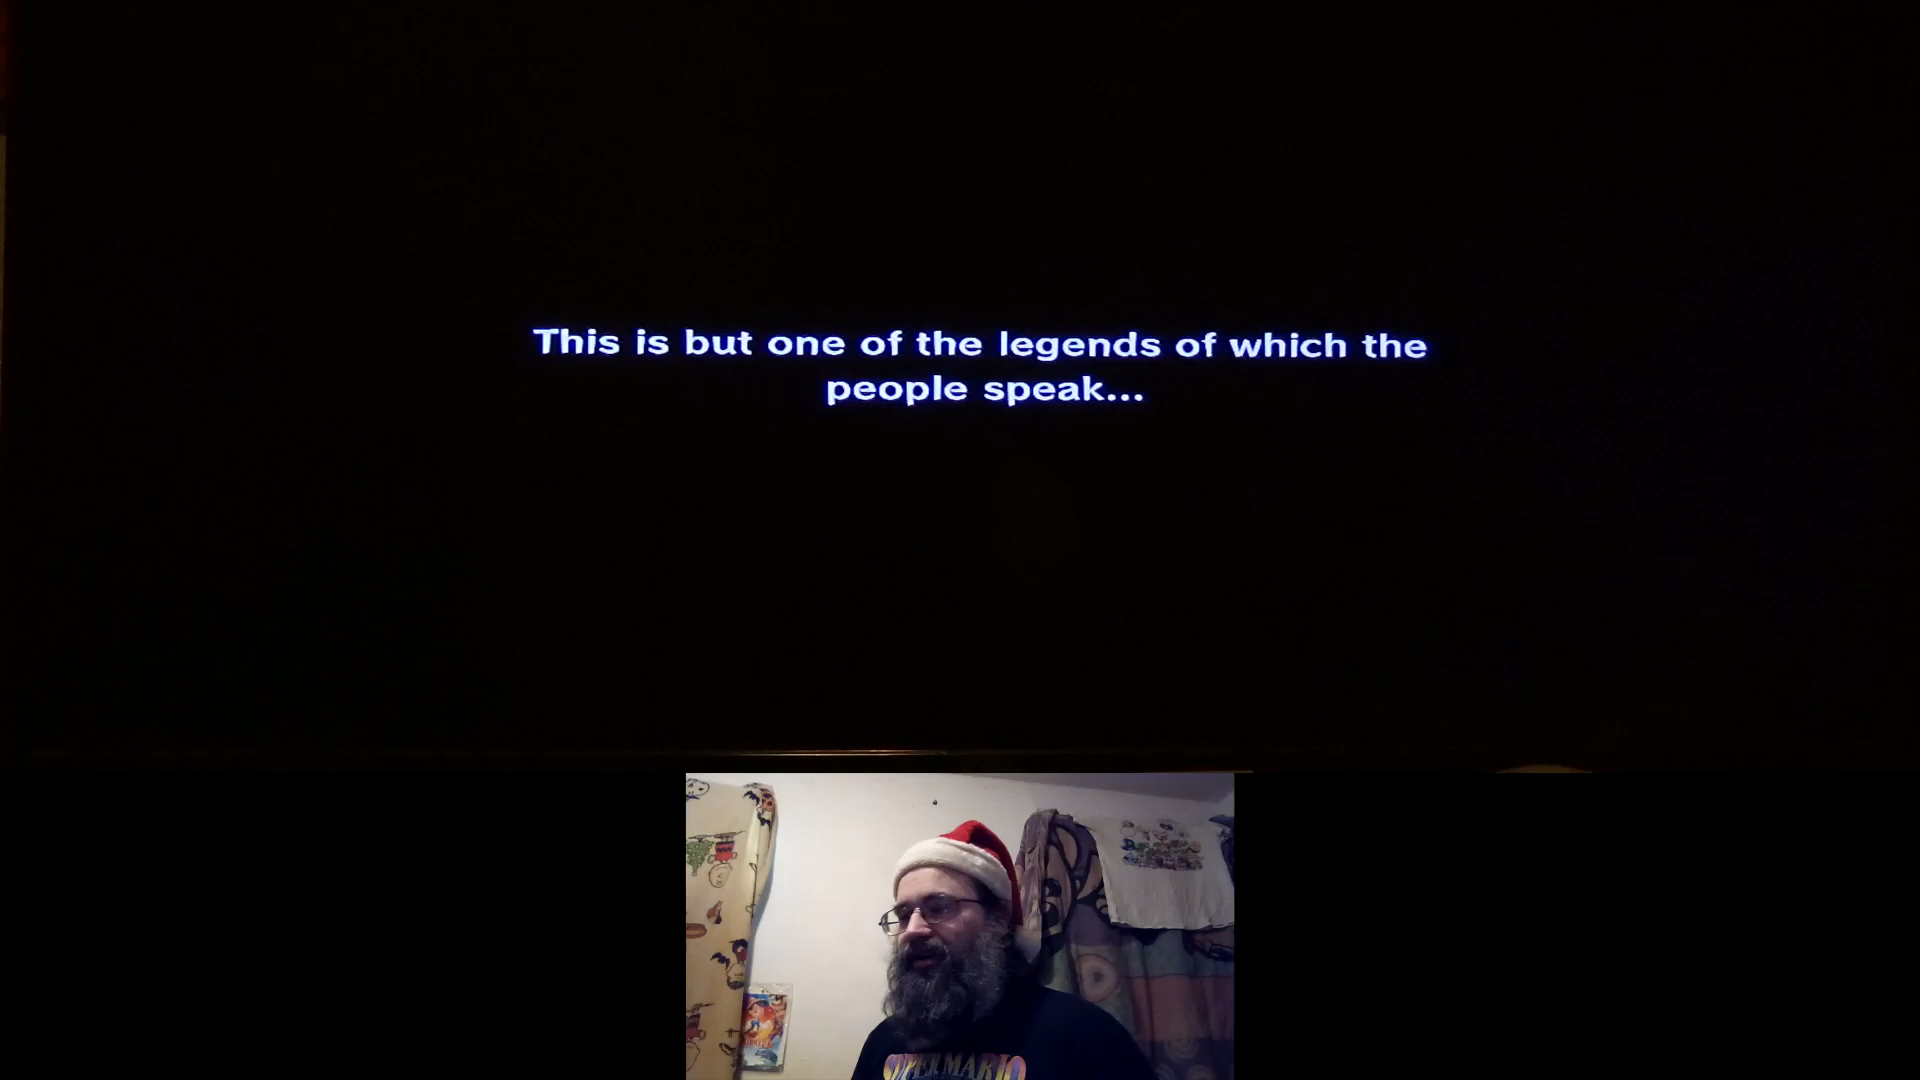 This is but one of the legends of which the
people speak...
SUPER MARIO